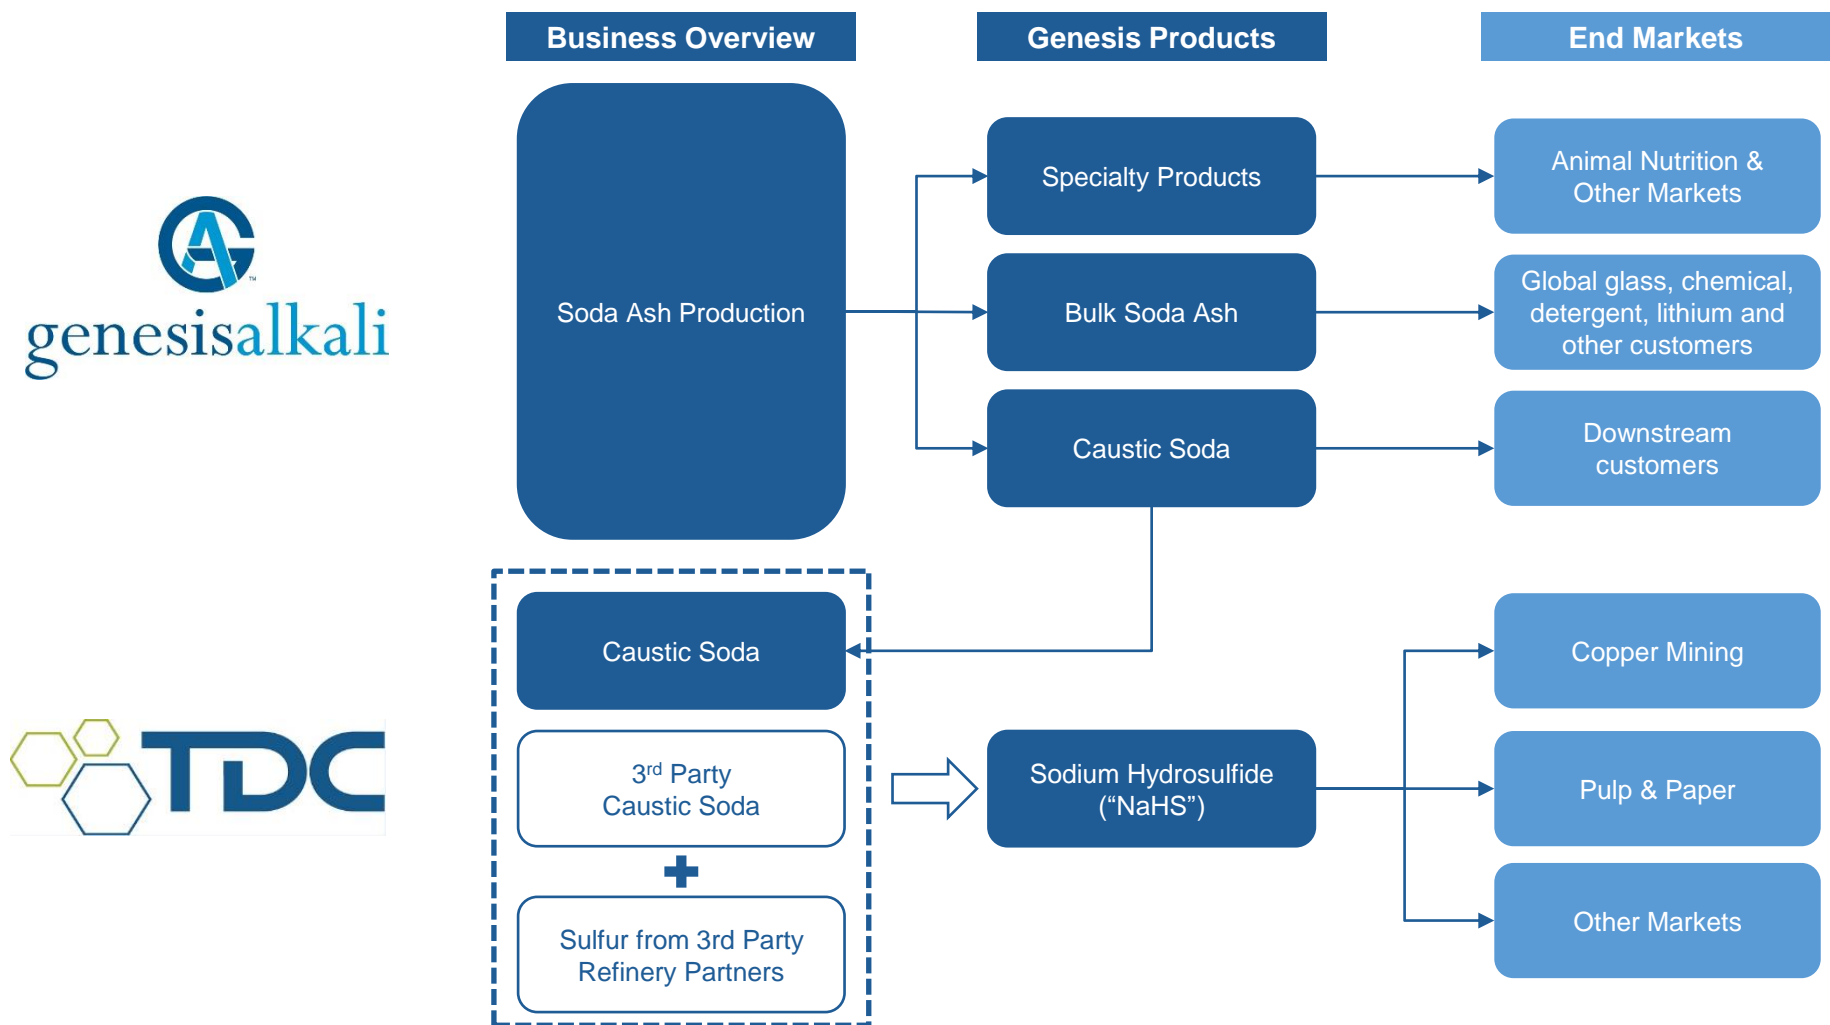 Business Overview
Genesis Products
End Markets
genesisalkali
Soda Ash Production
Specialty Products
Animal Nutrition &
Other Markets
Bulk Soda Ash
Global glass, chemical,
detergent, lithium and
other customers
Caustic Soda
Downstream
customers
TDC
Caustic Soda
3rd Party
Caustic Soda
Sulfur from 3rd Party
Refinery Partners
Sodium Hydrosulfide
(“NaHS”)
Copper Mining
Pulp & Paper
Other Markets